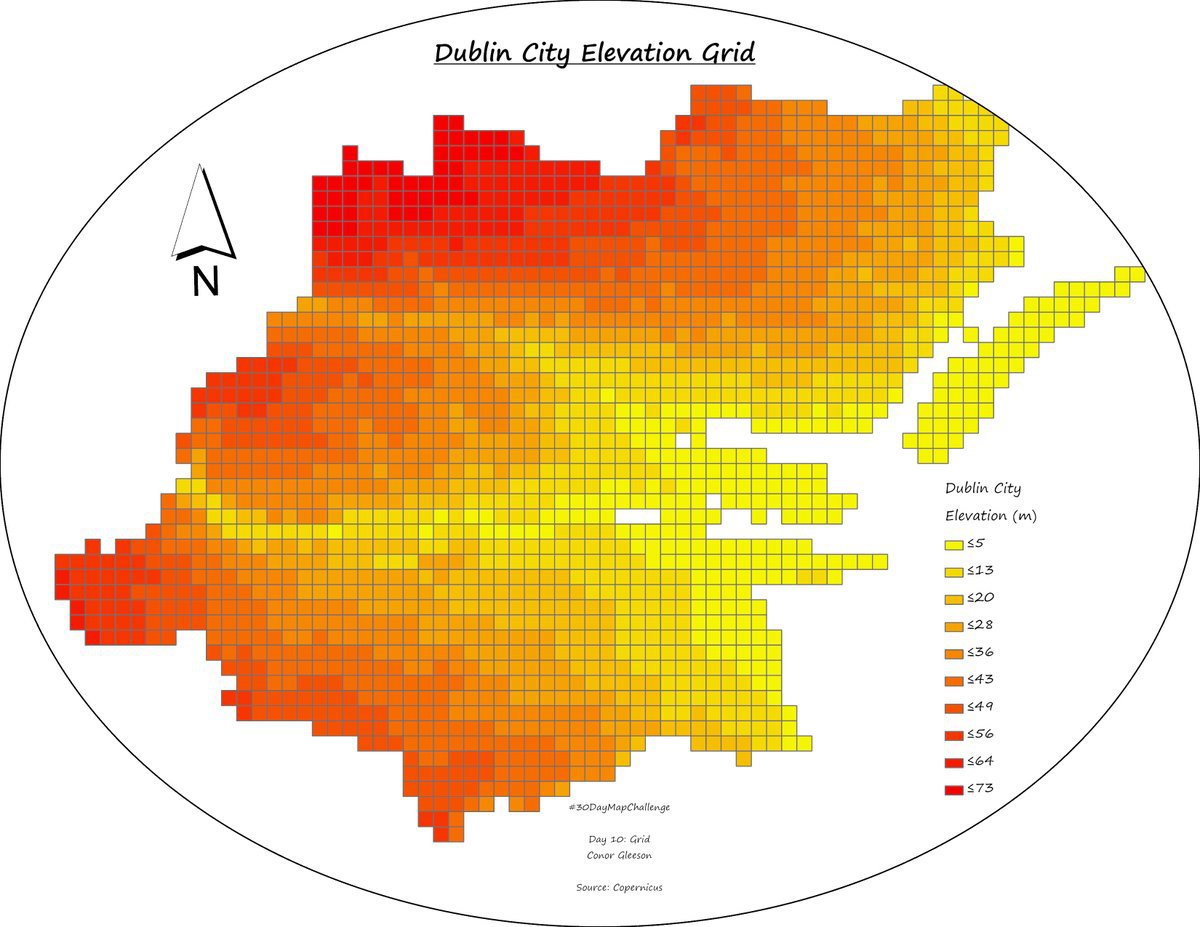 Dublin City Elevation Grid
N
Dublin City
Elevation (m)
≤5
≤13
≤20
≤28
≤36
≤43
≤49
≤56
≤64
≤73
#30DayMapChallenge
Day 10: Grid
Conor Gleeson
Source: Copernicus